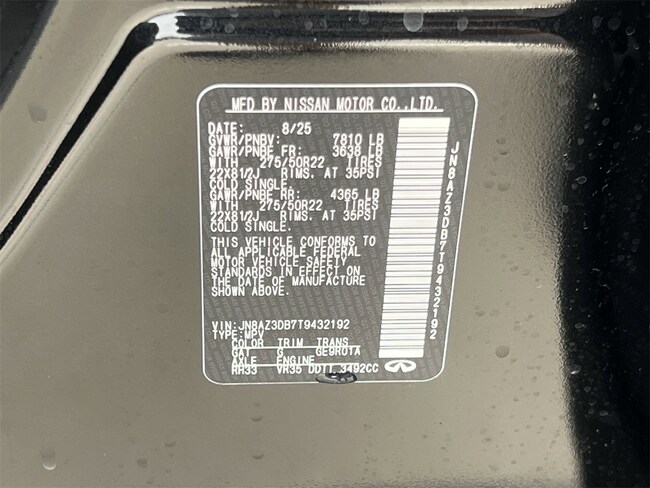 MFD BY NISSAN MOTOR CO.,LTD.
DATE: 8/25
GVWR/PNBV: 7810 LB
GAWR/PNBE FR: 3638 LB
WITH 275/50R22 TIRES
22X81/2J RIMS. AT 35PSI
COLD SINGLE.
GAWR/PNBE RR: 4365 LB
WITH 275/50R22 TIRES
22X81/2J RIMS. AT 35PSI
COLD SINGLE.
THIS VEHICLE CONFORMS TO
ALL APPLICABLE FEDERAL
MOTOR VEHICLE SAFETY
STANDARDS IN EFFECT ON
THE DATE OF MANUFACTURE
SHOWN ABOVE.
VIN:JN8AZ3DB7T9432192
TYPE:MPV
COLOR TRIM TRANS
GAT G GE9R01A
AXLE ENGINE
RH33 VR35 DDTT 3492CC
JN8AZ3DB7T9432192